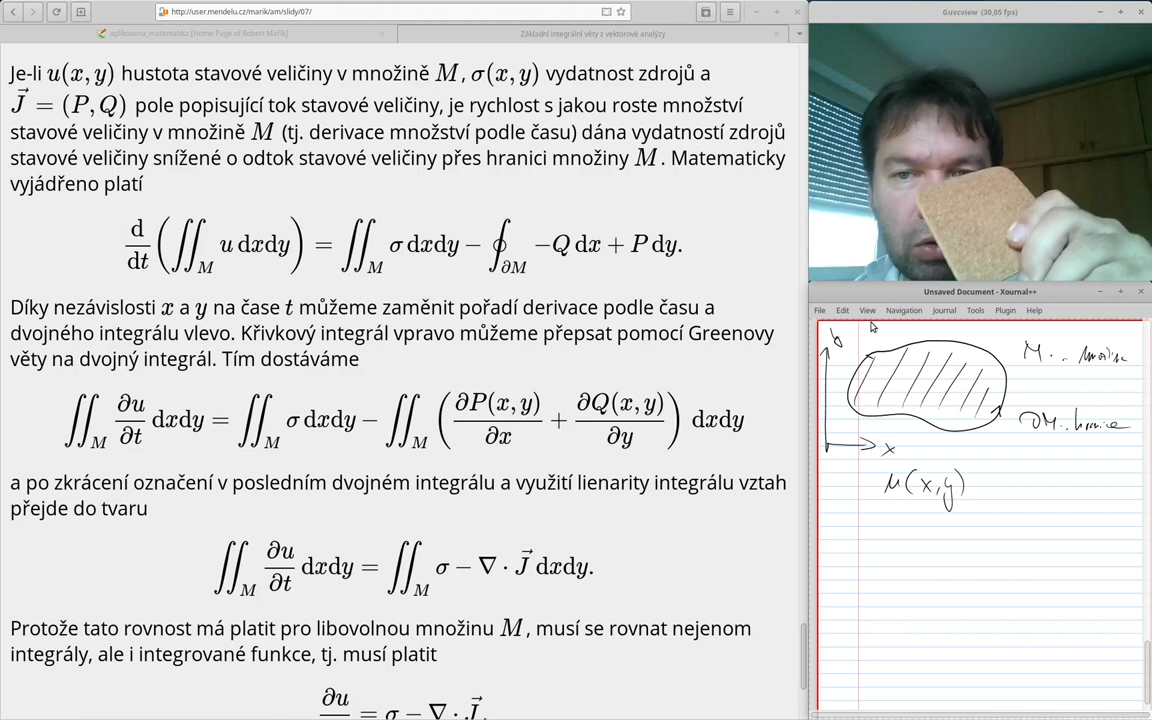 http://user.mendelu.cz/marik/am/slidy/07/
aplikovana_matematika [Home Page of Robert Mařík]
Základní integrální věty z vektorové analýzy
Je-li u(x, y) hustota stavové veličiny v množině M, σ(x, y) vydatnost zdrojů a
J⃗ = (P, Q) pole popisující tok stavové veličiny, je rychlost s jakou roste množství
stavové veličiny v množině M (tj. derivace množství podle času) dána vydatností zdrojů
stavové veličiny snížené o odtok stavové veličiny přes hranici množiny M. Matematicky
vyjádřeno platí
d/dt (∬_M u dxdy) = ∬_M σ dxdy − ∮_∂M −Q dx + P dy.
Díky nezávislosti x a y na čase t můžeme zaměnit pořadí derivace podle času a
dvojného integrálu vlevo. Křivkový integrál vpravo můžeme přepsat pomocí Greenovy
věty na dvojný integrál. Tím dostáváme
∬_M ∂u/∂t dxdy = ∬_M σ dxdy − ∬_M (∂P(x, y)/∂x + ∂Q(x, y)/∂y) dxdy
a po zkrácení označení v posledním dvojném integrálu a využití lienarity integrálu vztah
přejde do tvaru
∬_M ∂u/∂t dxdy = ∬_M σ − ∇ · J⃗ dxdy.
Protože tato rovnost má platit pro libovolnou množinu M, musí se rovnat nejenom
integrály, ale i integrované funkce, tj. musí platit
∂u/ = σ − ∇ · J⃗.
Guvcview (30,05 fps)
Unsaved Document - Xournal++
File Edit View Navigation Journal Tools Plugin Help
M .. množina
∂M .. hranice
x
u(x,y)